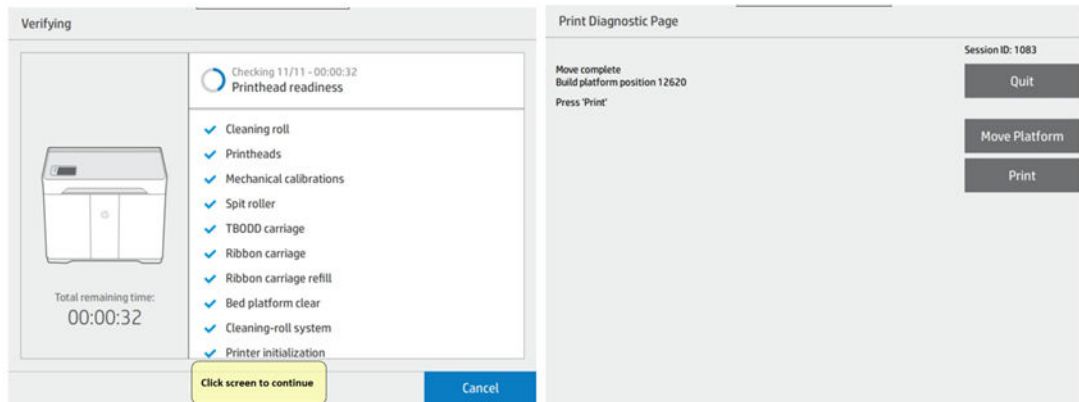 Verifying
Checking 11/11 - 00:00:32
Printhead readiness
Cleaning roll
Printheads
Mechanical calibrations
Spit roller
TBODD carriage
Ribbon carriage
Ribbon carriage refill
Bed platform clear
Cleaning-roll system
Printer initialization
Total remaining time:
00:00:32
Click screen to continue
Cancel
Print Diagnostic Page
Session ID: 1083
Move complete
Build platform position 12620
Press 'Print'
Quit
Move Platform
Print